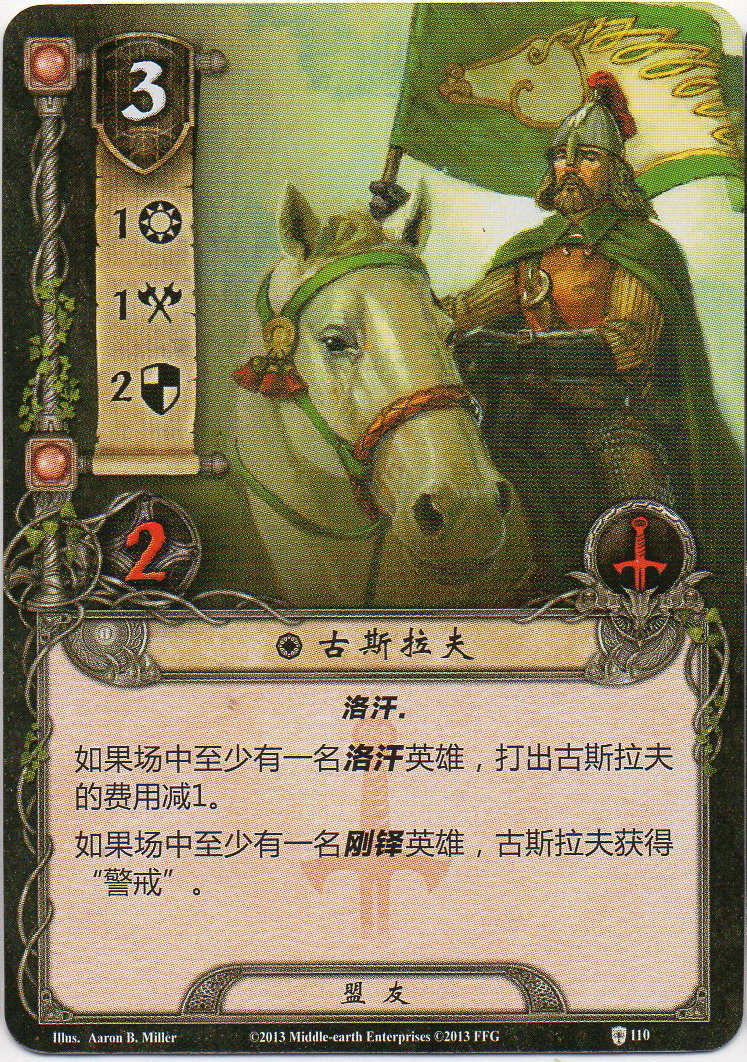 3
1
1
2
2
古斯拉夫
洛汗.
如果场中至少有一名洛汗英雄，打出古斯拉夫
的费用减1。
如果场中至少有一名刚铎英雄，古斯拉夫获得
“警戒”。
盟友
Illus. Aaron B. Miller ©2013 Middle-earth Enterprises ©2013 FFG 110